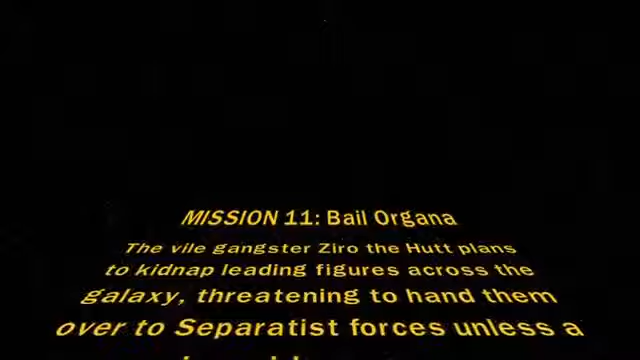 MISSION 11: Bail Organa
The vile gangster Ziro the Hutt plans
to kidnap leading figures across the
galaxy, threatening to hand them
over to Separatist forces unless a